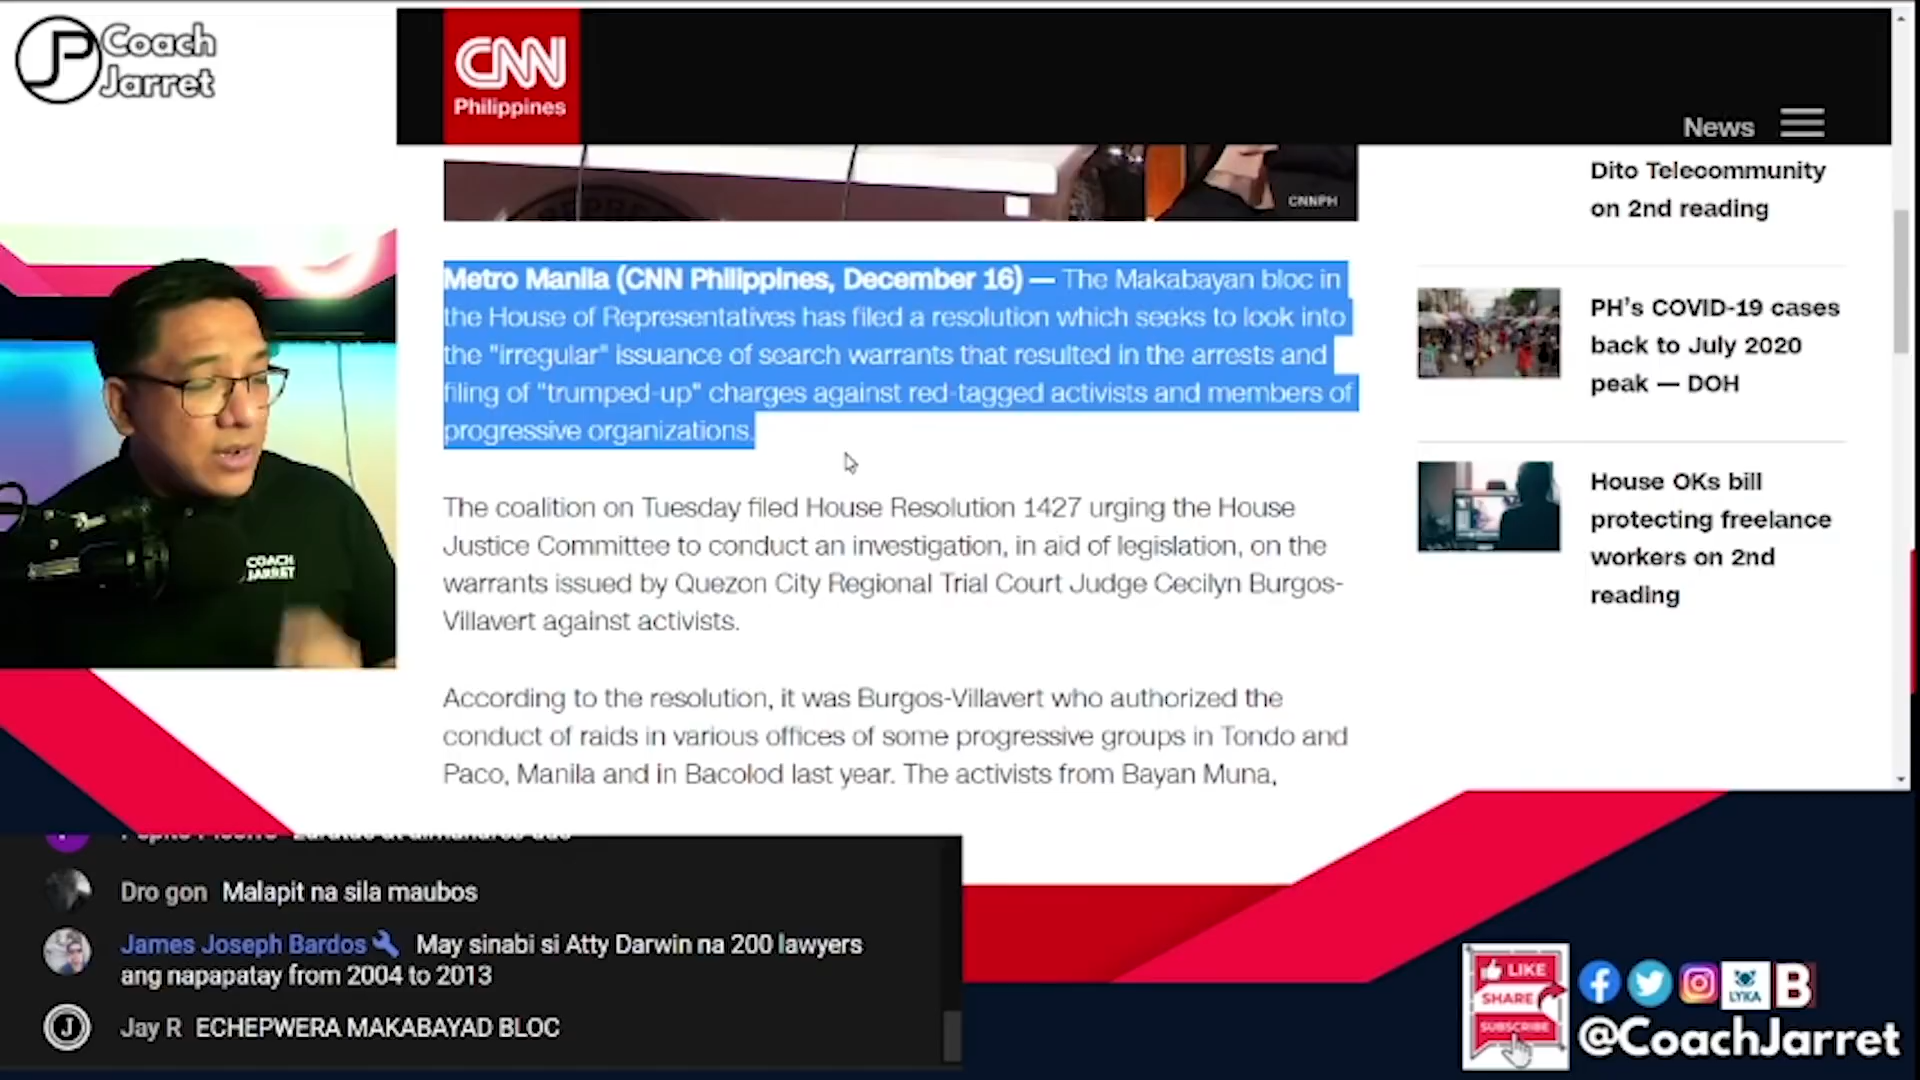 Coach
Jarret
CNN
Philippines
News
CNNPH
Metro Manila (CNN Philippines, December 16) — The Makabayan bloc in
the House of Representatives has filed a resolution which seeks to look into
the "irregular" issuance of search warrants that resulted in the arrests and
filing of "trumped-up" charges against red-tagged activists and members of
progressive organizations.
The coalition on Tuesday filed House Resolution 1427 urging the House
Justice Committee to conduct an investigation, in aid of legislation, on the
warrants issued by Quezon City Regional Trial Court Judge Cecilyn Burgos-
Villavert against activists.
According to the resolution, it was Burgos-Villavert who authorized the
conduct of raids in various offices of some progressive groups in Tondo and
Paco, Manila and in Bacolod last year. The activists from Bayan Muna,
Dito Telecommunity
on 2nd reading
PH's COVID-19 cases
back to July 2020
peak — DOH
House OKs bill
protecting freelance
workers on 2nd
reading
COACH
JARRET
Dro gon Malapit na sila maubos
James Joseph Bardos May sinabi si Atty Darwin na 200 lawyers
ang napapatay from 2004 to 2013
J
Jay R ECHEPWERA MAKABAYAD BLOC
LIKE
SHARE
SUBSCRIBE
LYKA
B
@CoachJarret